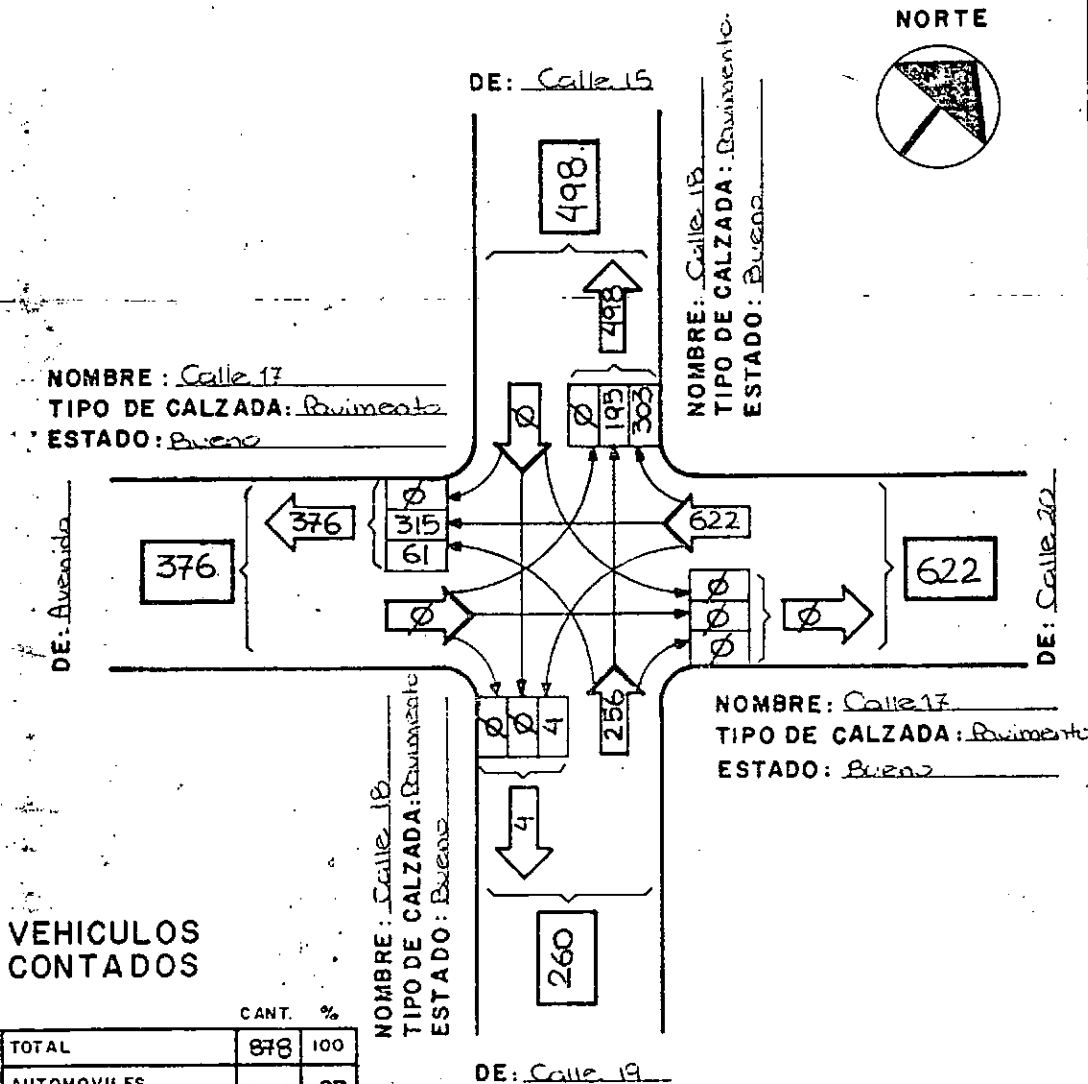 NORTE
DE: Calle 15
498
498
NOMBRE: Calle 18
TIPO DE CALZADA: Pavimento
ESTADO: Bueno
NOMBRE: Calle 17
TIPO DE CALZADA: Pavimento
ESTADO: Bueno
Ø
Ø 195 303
DE: Avenida
376
376
Ø
315
61
622
622
DE: Calle 20
Ø
Ø
Ø
Ø
Ø
Ø Ø 4
256
4
260
NOMBRE: Calle 17
TIPO DE CALZADA: Pavimento
ESTADO: Bueno
NOMBRE: Calle 18
TIPO DE CALZADA: Pavimento
ESTADO: Bueno
DE: Calle 19
VEHICULOS
CONTADOS
CANT. %
TOTAL 878 100
AUTOMOVILES